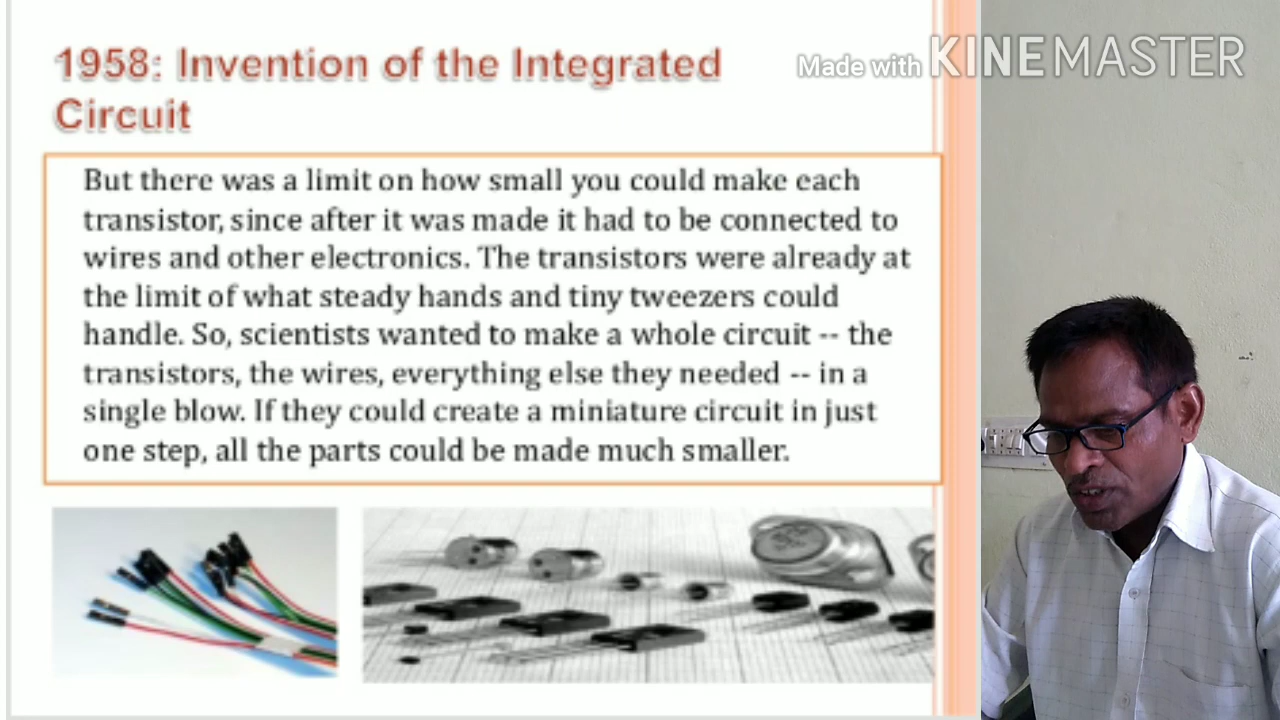 1958: Invention of the Integrated
Circuit
Made with KINEMASTER
But there was a limit on how small you could make each
transistor, since after it was made it had to be connected to
wires and other electronics. The transistors were already at
the limit of what steady hands and tiny tweezers could
handle. So, scientists wanted to make a whole circuit -- the
transistors, the wires, everything else they needed -- in a
single blow. If they could create a miniature circuit in just
one step, all the parts could be made much smaller.